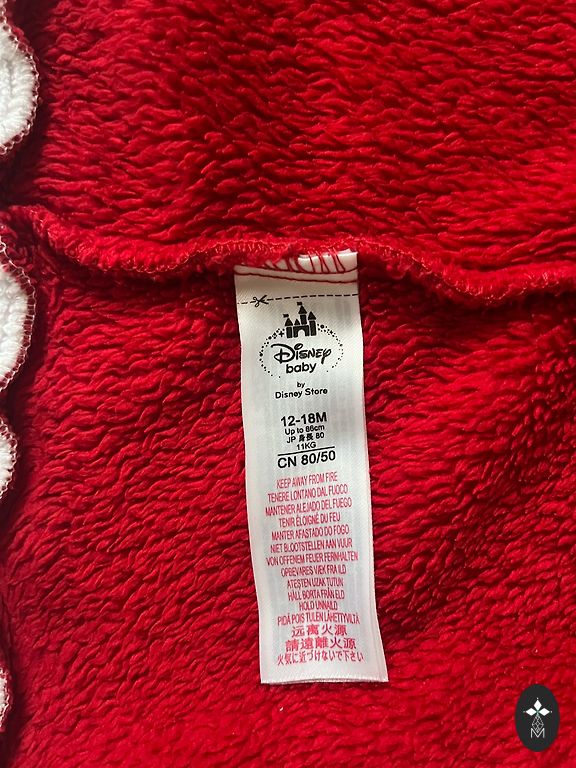 Disney
baby
by
Disney Store
12-18M
Up to 86cm
JP 身長 80
11KG
CN 80/50
KEEP AWAY FROM FIRE
TENERE LONTANO DAL FUOCO
MANTENER ALEJADO DEL FUEGO
TENIR ÉLOIGNÉ DU FEU
MANTER AFASTADO DO FOGO
NIET BLOOTSTELLEN AAN VUUR
VON OFFENEM FEUER FERNHALTEN
OPBEVARES VÆK FRA ILD
ATEŞTEN UZAK TUTUN
HÅLL BORTA FRÅN ELD
HOLD UNNAILD
PIDÄ POIS TULEN LÄHETTYVILTÄ
远离火源
請遠離火源
火気に近づけないで下さい
M